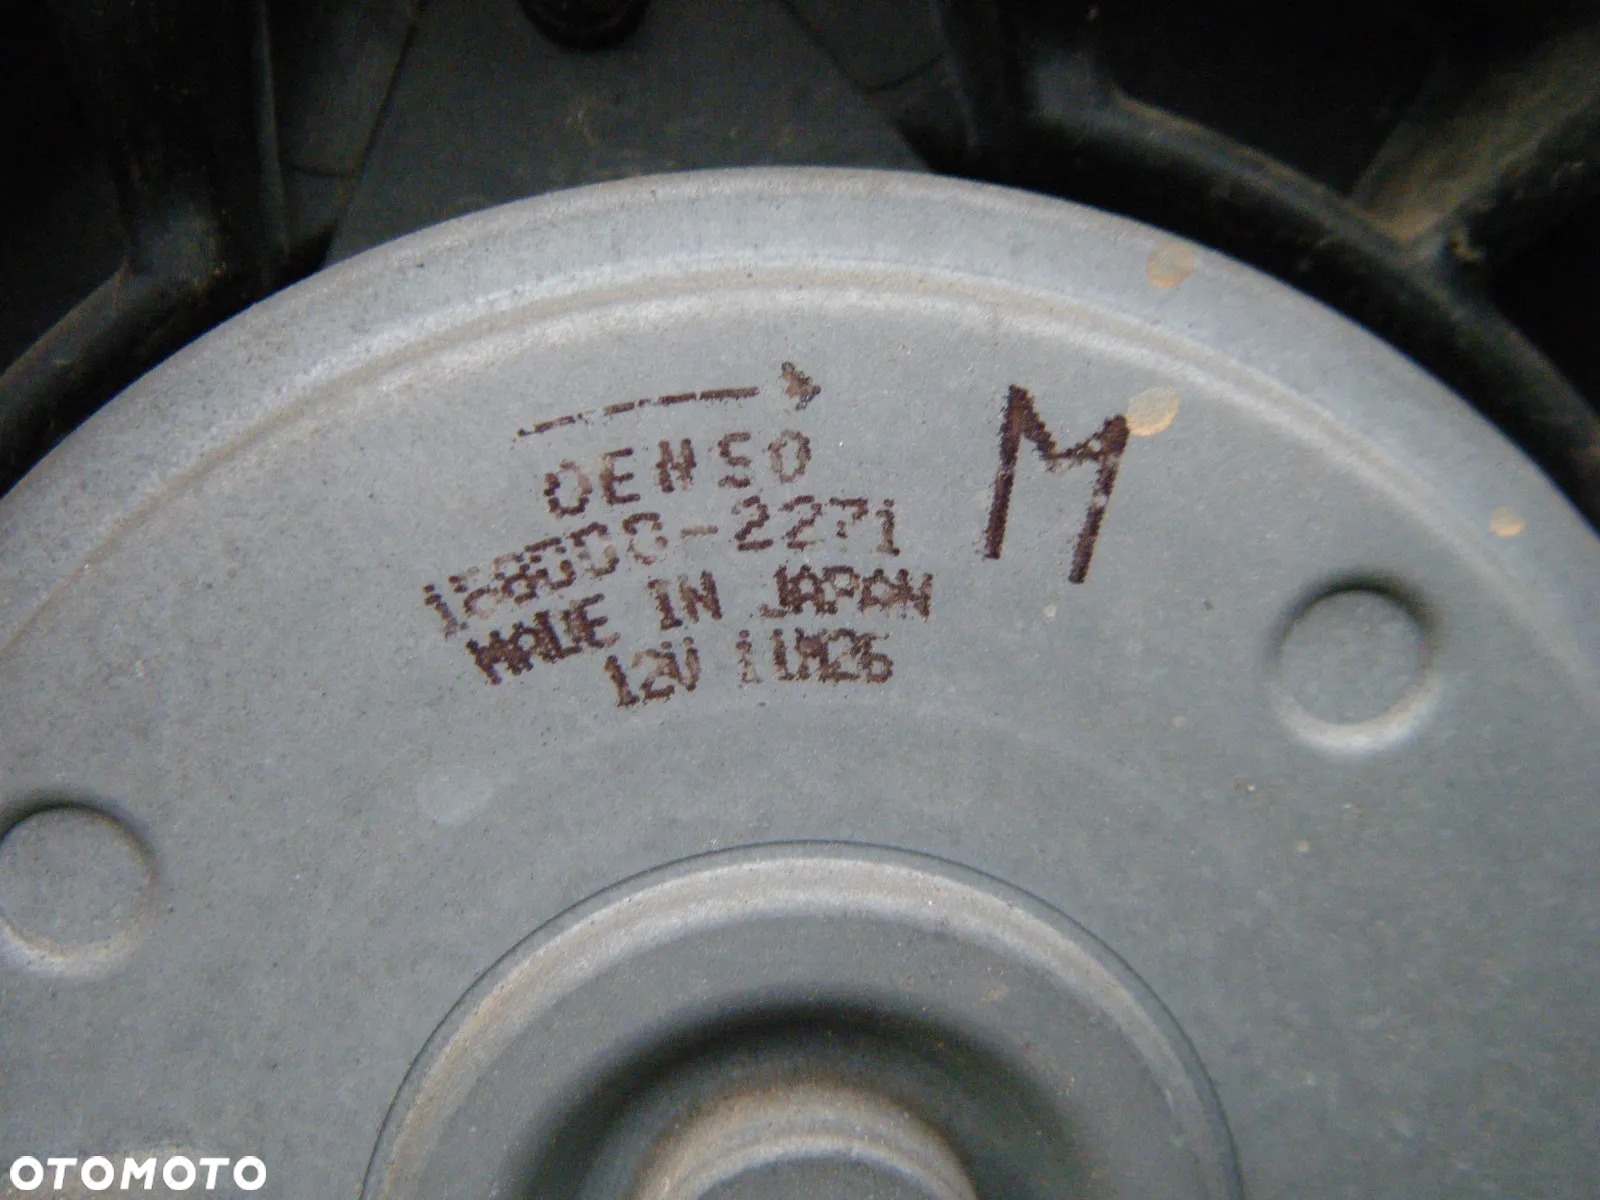 DENSO
168000-2271
MADE IN JAPAN
12V 11M26
M
OTOMOTO